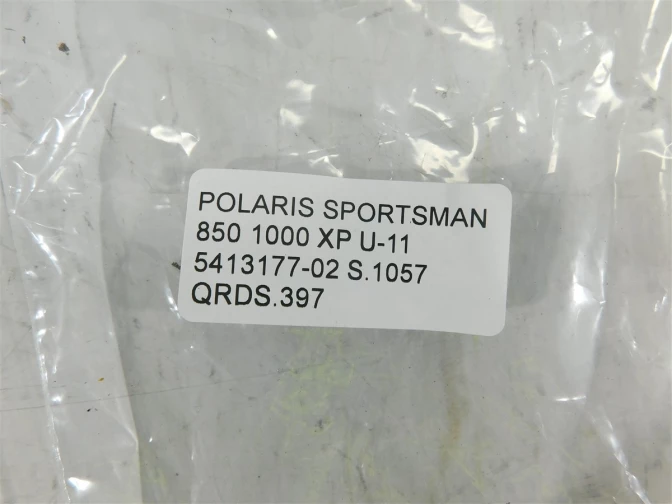 POLARIS SPORTSMAN
850 1000 XP U-11
5413177-02 S.1057
QRDS.397